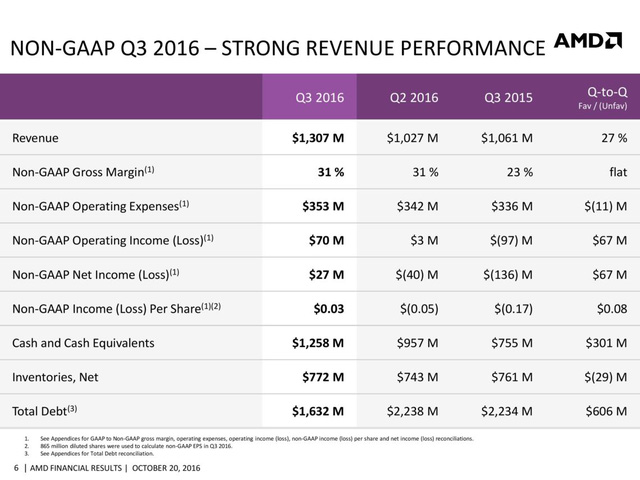 NON-GAAP Q3 2016 – STRONG REVENUE PERFORMANCE AMD
Q3 2016 Q2 2016 Q3 2015 Q-to-Q
Fav / (Unfav)
Revenue $1,307 M $1,027 M $1,061 M 27 %
Non-GAAP Gross Margin(1) 31 % 31 % 23 % flat
Non-GAAP Operating Expenses(1) $353 M $342 M $336 M $(11) M
Non-GAAP Operating Income (Loss)(1) $70 M $3 M $(97) M $67 M
Non-GAAP Net Income (Loss)(1) $27 M $(40) M $(136) M $67 M
Non-GAAP Income (Loss) Per Share(1)(2) $0.03 $(0.05) $(0.17) $0.08
Cash and Cash Equivalents $1,258 M $957 M $755 M $301 M
Inventories, Net $772 M $743 M $761 M $(29) M
Total Debt(3) $1,632 M $2,238 M $2,234 M $606 M
1. See Appendices for GAAP to Non-GAAP gross margin, operating expenses, operating income (loss), non-GAAP income (loss) per share and net income (loss) reconciliations.
2. 865 million diluted shares were used to calculate non-GAAP EPS in Q3 2016.
3. See Appendices for Total Debt reconciliation.
6 | AMD FINANCIAL RESULTS | OCTOBER 20, 2016